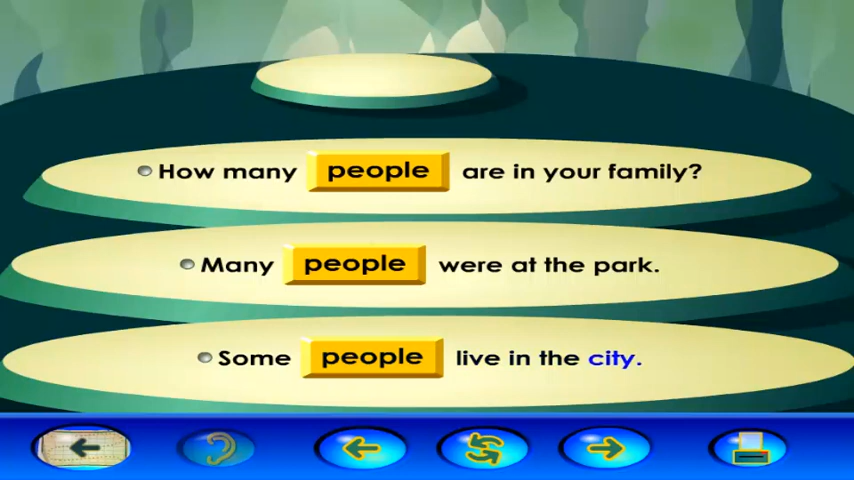 How many people are in your family?
Many people were at the park.
Some people live in the city.